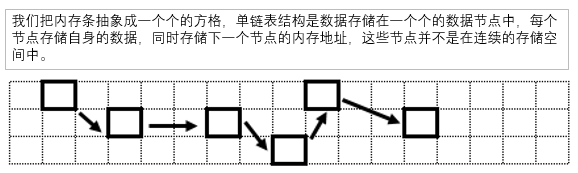 我们把内存条抽象成一个个的方格，单链表结构是数据存储在一个个的数据节点中，每个
节点存储自身的数据，同时存储下一个节点的内存地址，这些节点并不是在连续的存储空
间中。